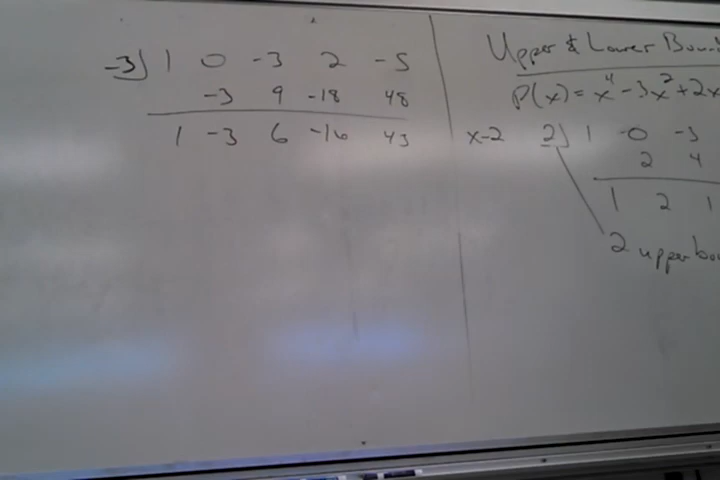 -3) 1 0 -3 2 -5
-3 9 -18 48
1 -3 6 -16 43
Upper & Lower Boun
P(x) = x⁴ - 3x² + 2x
x-2 2) 1 -0 -3
2 4
1 2 1
2 upper bou